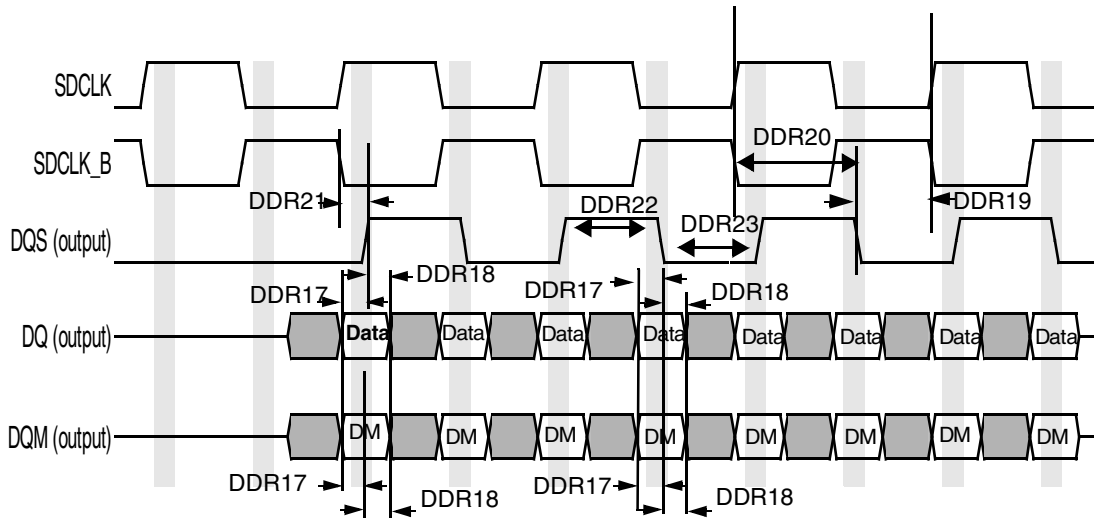 SDCLK
DDR20
SDCLK_B
DDR21
DDR22
DDR19
DDR23
DQS (output)
DDR18
DDR17
DDR17
DDR18
DQ (output)
Data
Data
Data
Data
Data
Data
Data
Data
DQM (output)
DM
DM
DM
DM
DM
DM
DM
DM
DDR17
DDR18
DDR17
DDR18